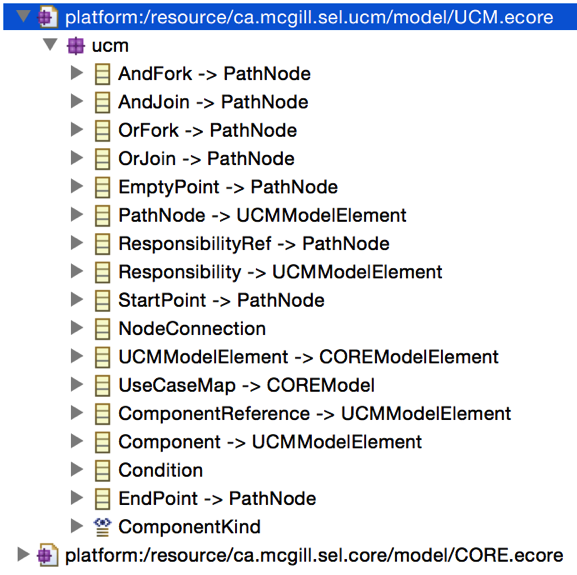 platform:/resource/ca.mcgill.sel.ucm/model/UCM.ecore
ucm
AndFork -> PathNode
AndJoin -> PathNode
OrFork -> PathNode
OrJoin -> PathNode
EmptyPoint -> PathNode
PathNode -> UCMModelElement
ResponsibilityRef -> PathNode
Responsibility -> UCMModelElement
StartPoint -> PathNode
NodeConnection
UCMModelElement -> COREModelElement
UseCaseMap -> COREModel
ComponentReference -> UCMModelElement
Component -> UCMModelElement
Condition
EndPoint -> PathNode
ComponentKind
platform:/resource/ca.mcgill.sel.core/model/CORE.ecore